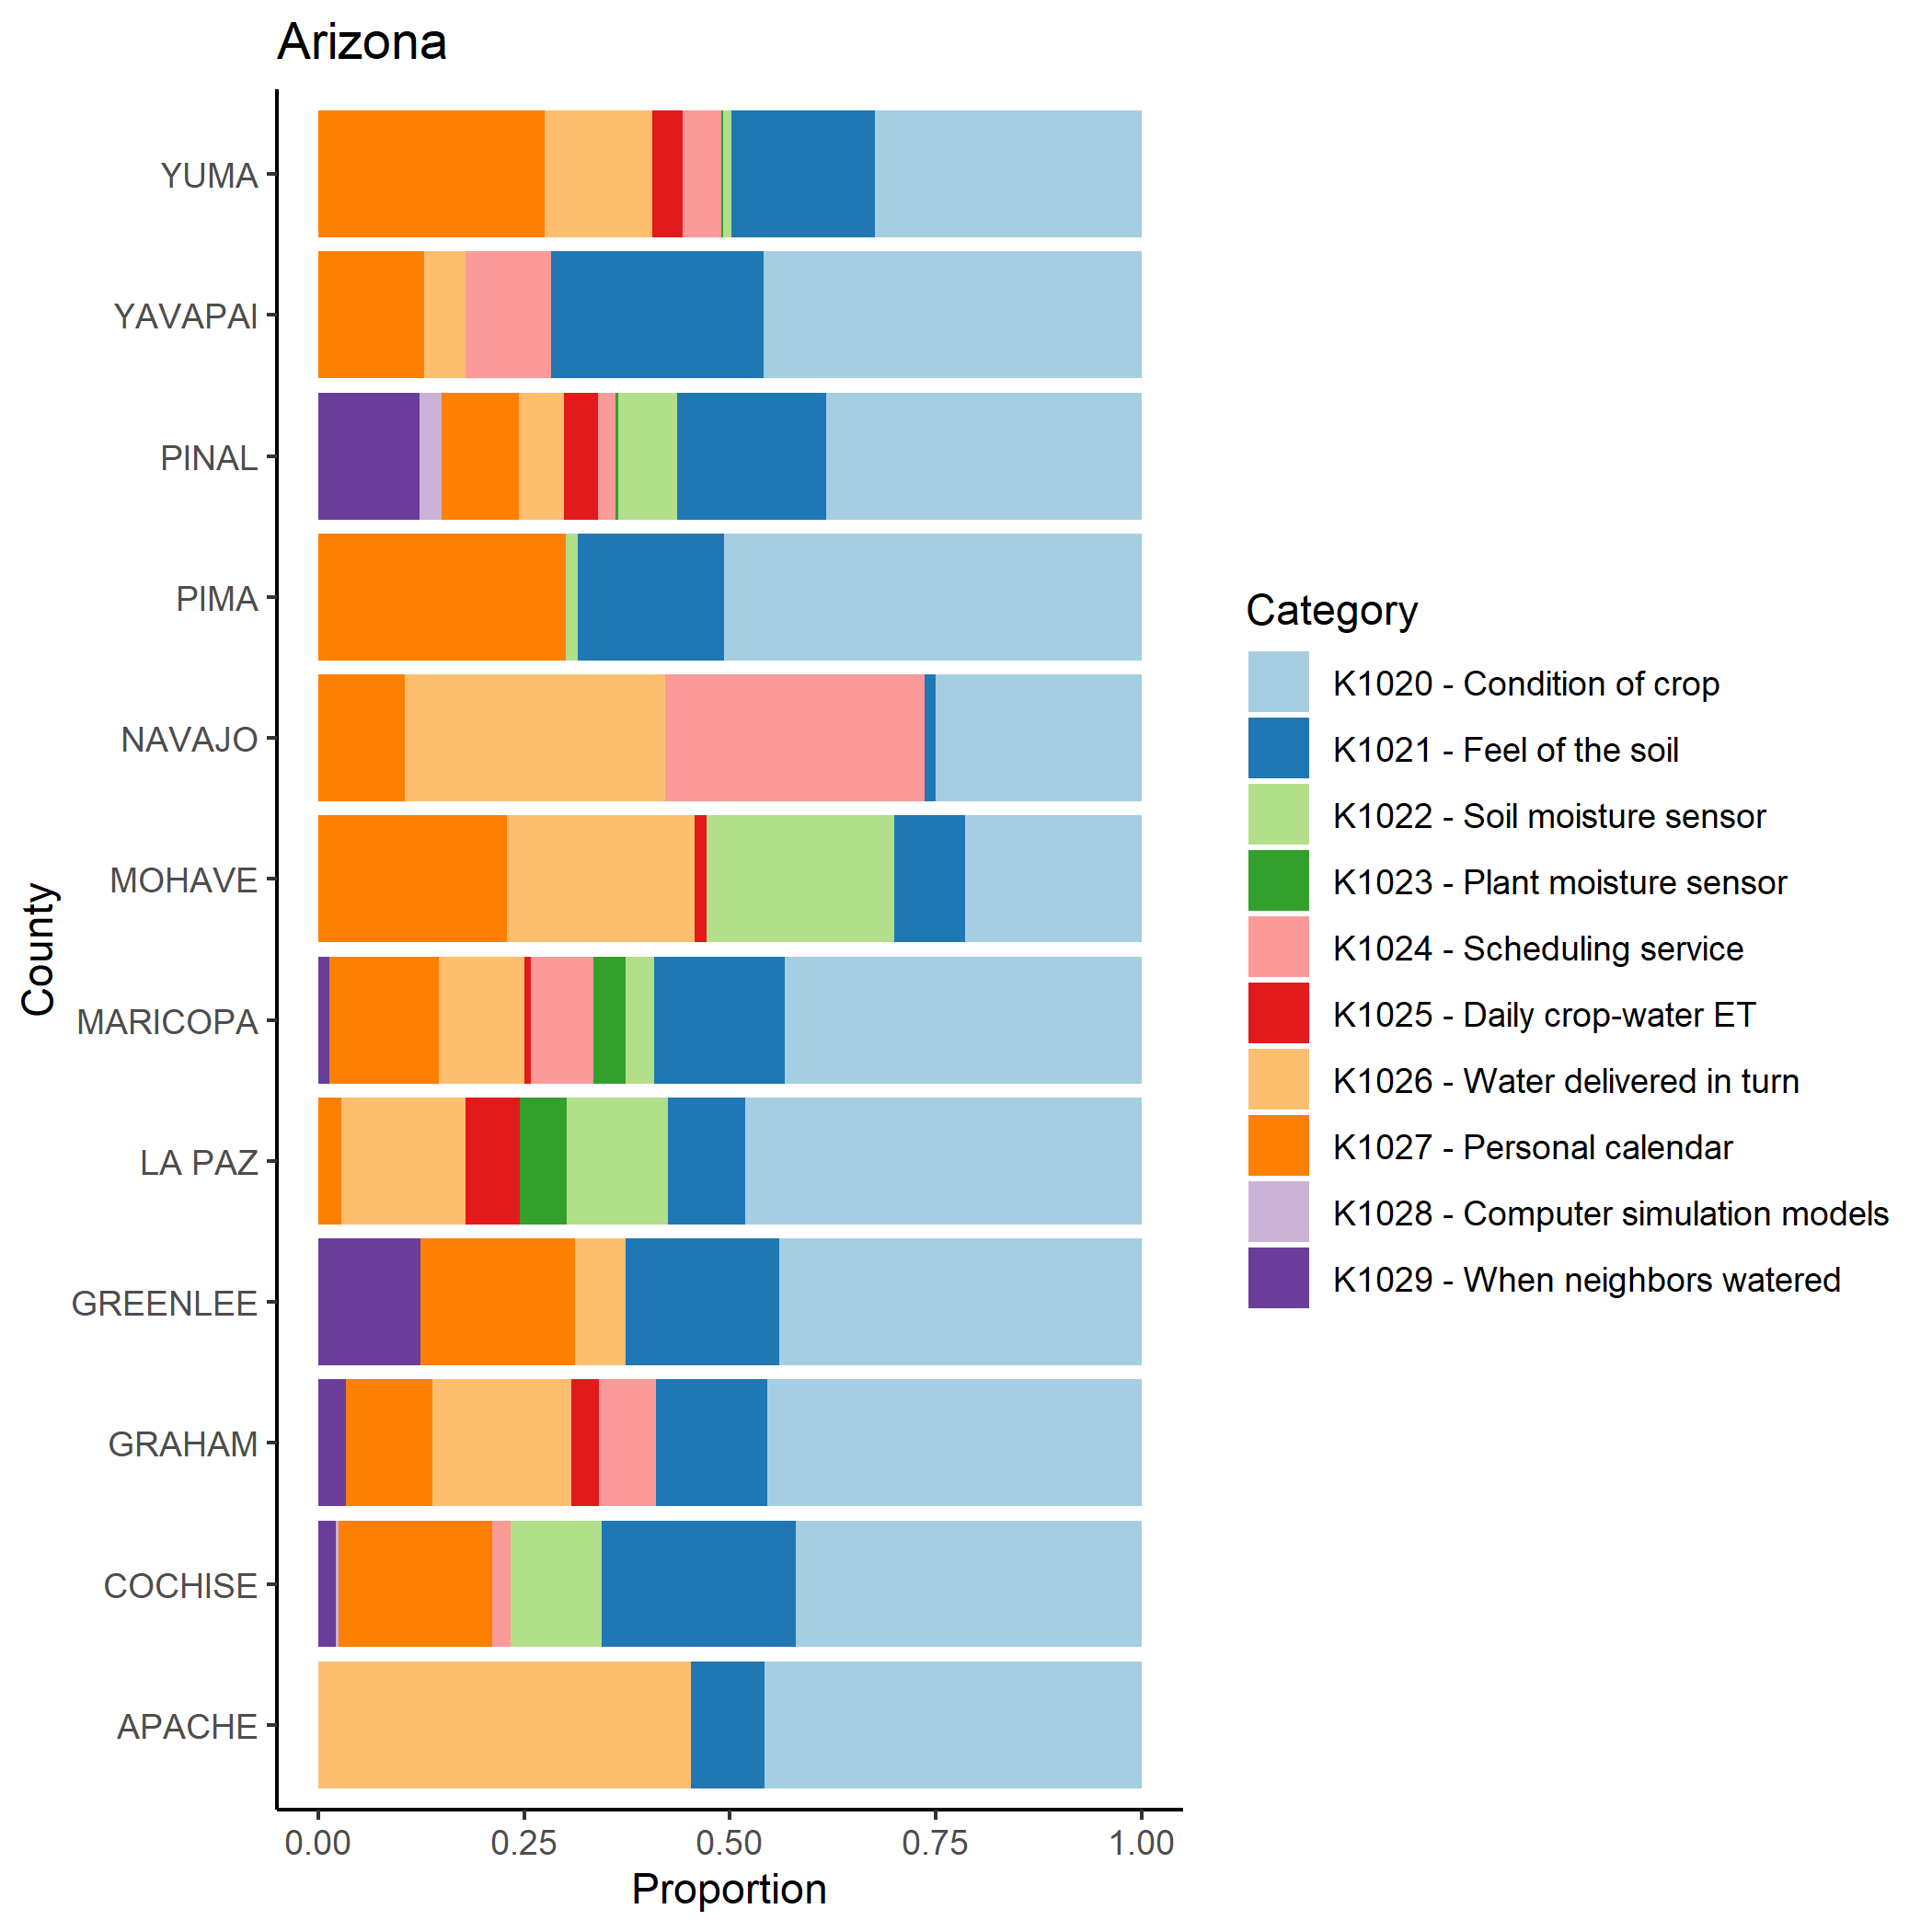 Arizona
County
YUMA
YAVAPAI
PINAL
PIMA
NAVAJO
MOHAVE
MARICOPA
LA PAZ
GREENLEE
GRAHAM
COCHISE
APACHE
0.00 0.25 0.50 0.75 1.00
Proportion
Category
K1020 - Condition of crop
K1021 - Feel of the soil
K1022 - Soil moisture sensor
K1023 - Plant moisture sensor
K1024 - Scheduling service
K1025 - Daily crop-water ET
K1026 - Water delivered in turn
K1027 - Personal calendar
K1028 - Computer simulation models
K1029 - When neighbors watered